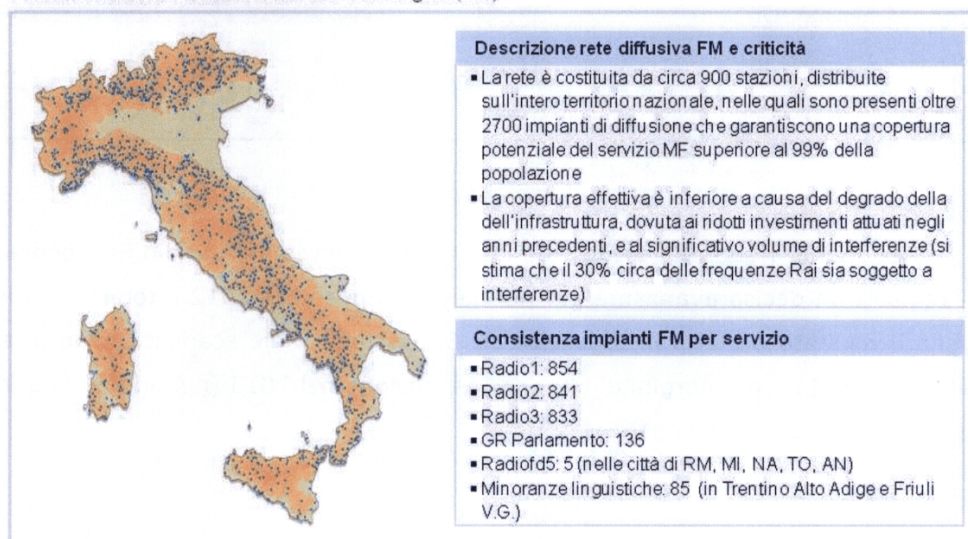 Descrizione rete diffusiva FM e criticità
▪ La rete è costituita da circa 900 stazioni, distribuite
sull'intero territorio nazionale, nelle quali sono presenti oltre
2700 impianti di diffusione che garantiscono una copertura
potenziale del servizio MF superiore al 99% della
popolazione
▪ La copertura effettiva è inferiore a causa del degrado della
dell'infrastruttura, dovuta ai ridotti investimenti attuati negli
anni precedenti, e al significativo volume di interferenze (si
stima che il 30% circa delle frequenze Rai sia soggetto a
interferenze)
Consistenza impianti FM per servizio
▪ Radio1: 854
▪ Radio2: 841
▪ Radio3: 833
▪ GR Parlamento: 136
▪ Radiofd5: 5 (nelle città di RM, MI, NA, TO, AN)
▪ Minoranze linguistiche: 85 (in Trentino Alto Adige e Friuli
V.G.)